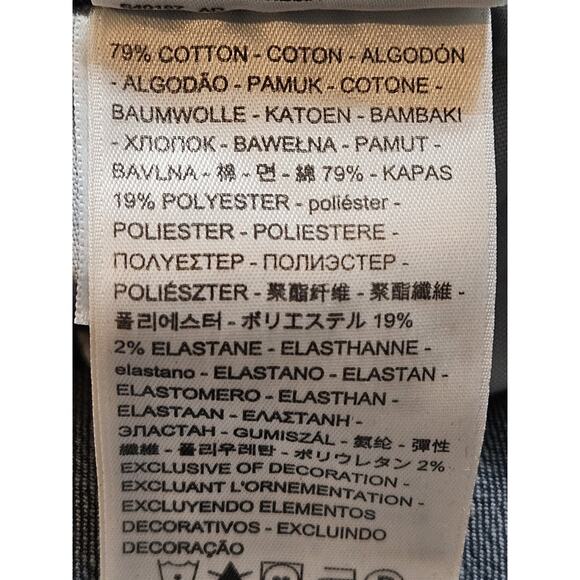 79% COTTON - COTON - ALGODÓN
- ALGODÃO - PAMUK - COTONE -
BAUMWOLLE - KATOEN - BAMBAKI
- ХЛОПОК - BAWEŁNA - PAMUT -
BAVLNA - 棉 - 면 - 綿 79% - KAPAS
19% POLYESTER - poliéster -
POLIESTER - POLIESTERE -
ΠΟΛΥΕΣΤΕΡ - ПОЛИЭСТЕР -
POLIÉSZTER - 聚酯纤维 - 聚酯纖維 -
폴리에스터 - ポリエステル 19%
2% ELASTANE - ELASTHANNE -
elastano - ELASTANO - ELASTAN -
ELASTOMERO - ELASTHAN -
ELASTAAN - ΕΛΑΣΤΑΝΗ -
ЭЛАСТАН - GUMISZÁL - 氨纶 - 彈性
纖維 - 폴리우레탄 - ポリウレタン 2%
EXCLUSIVE OF DECORATION -
EXCLUANT L'ORNEMENTATION -
EXCLUYENDO ELEMENTOS
DECORATIVOS - EXCLUINDO
DECORAÇÃO